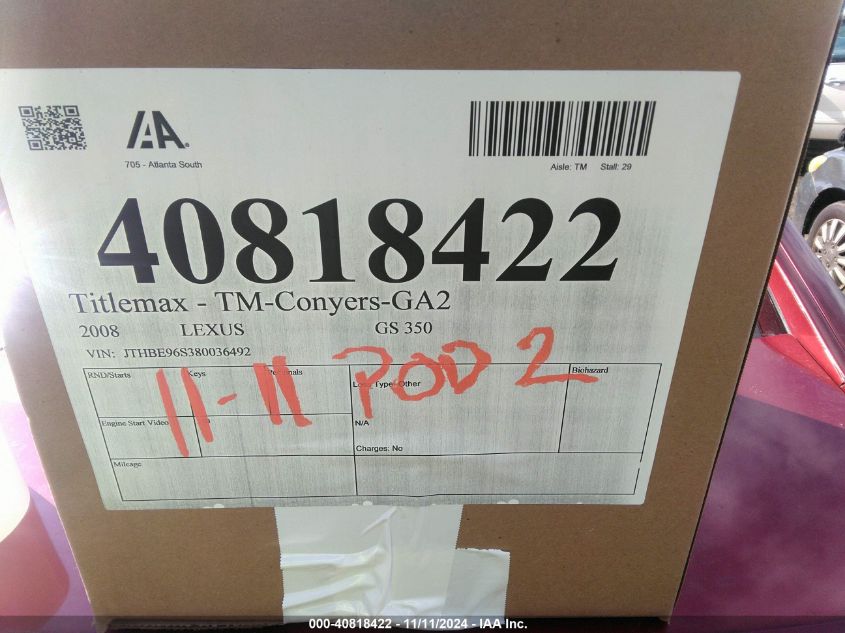 IAA.
705 - Atlanta South
Aisle: TM Stall: 29
40818422
Titlemax - TM-Conyers-GA2
2008 LEXUS GS 350
VIN: JTHBE96S380036492
RND/Starts Keys Loss Type: Other Biohazard
11-11 POD 2
Engine Start Video N/A
Charges: No
Mileage
000-40818422 - 11/11/2024 - IAA Inc.